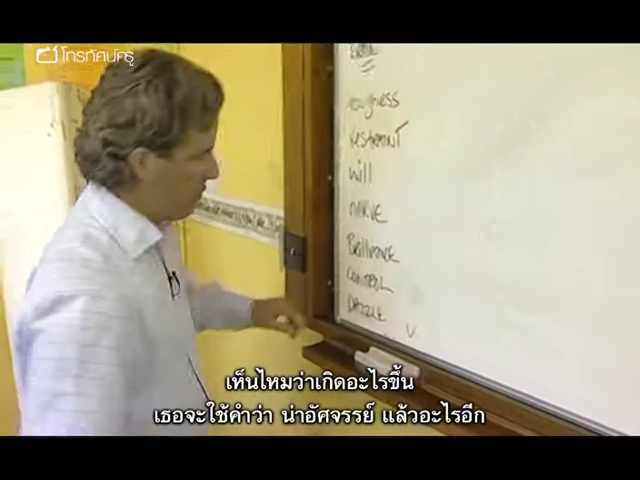 โทรทัศน์ครู
Toughness
RESTRAINT
Will
NERVE
Brilliance
CONTROL
DAZZLE
เห็นไหมว่าเกิดอะไรขึ้น
เธอจะใช้คำว่า น่าอัศจรรย์ แล้วอะไรอีก